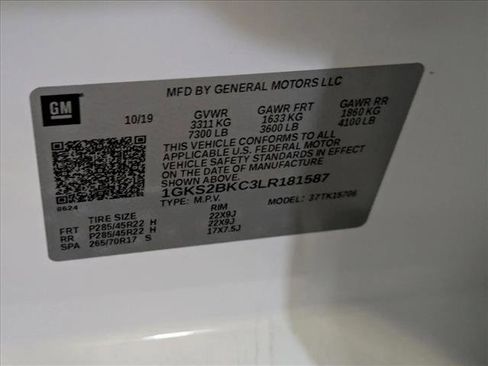 GM
MFD BY GENERAL MOTORS LLC
10/19 GVWR GAWR FRT GAWR RR
3311 KG 1633 KG 1860 KG
7300 LB 3600 LB 4100 LB
THIS VEHICLE CONFORMS TO ALL
APPLICABLE U.S. FEDERAL MOTOR
VEHICLE SAFETY STANDARDS IN EFFECT
ON THE DATE OF MANUFACTURE
SHOWN ABOVE.
1GKS2BKC3LR181587
TYPE: M.P.V. MODEL: 37TK15706
8624
TIRE SIZE RIM
FRT P285/45R22 H 22X9J
RR P285/45R22 H 22X9J
SPA 265/70R17 S 17X7.5J